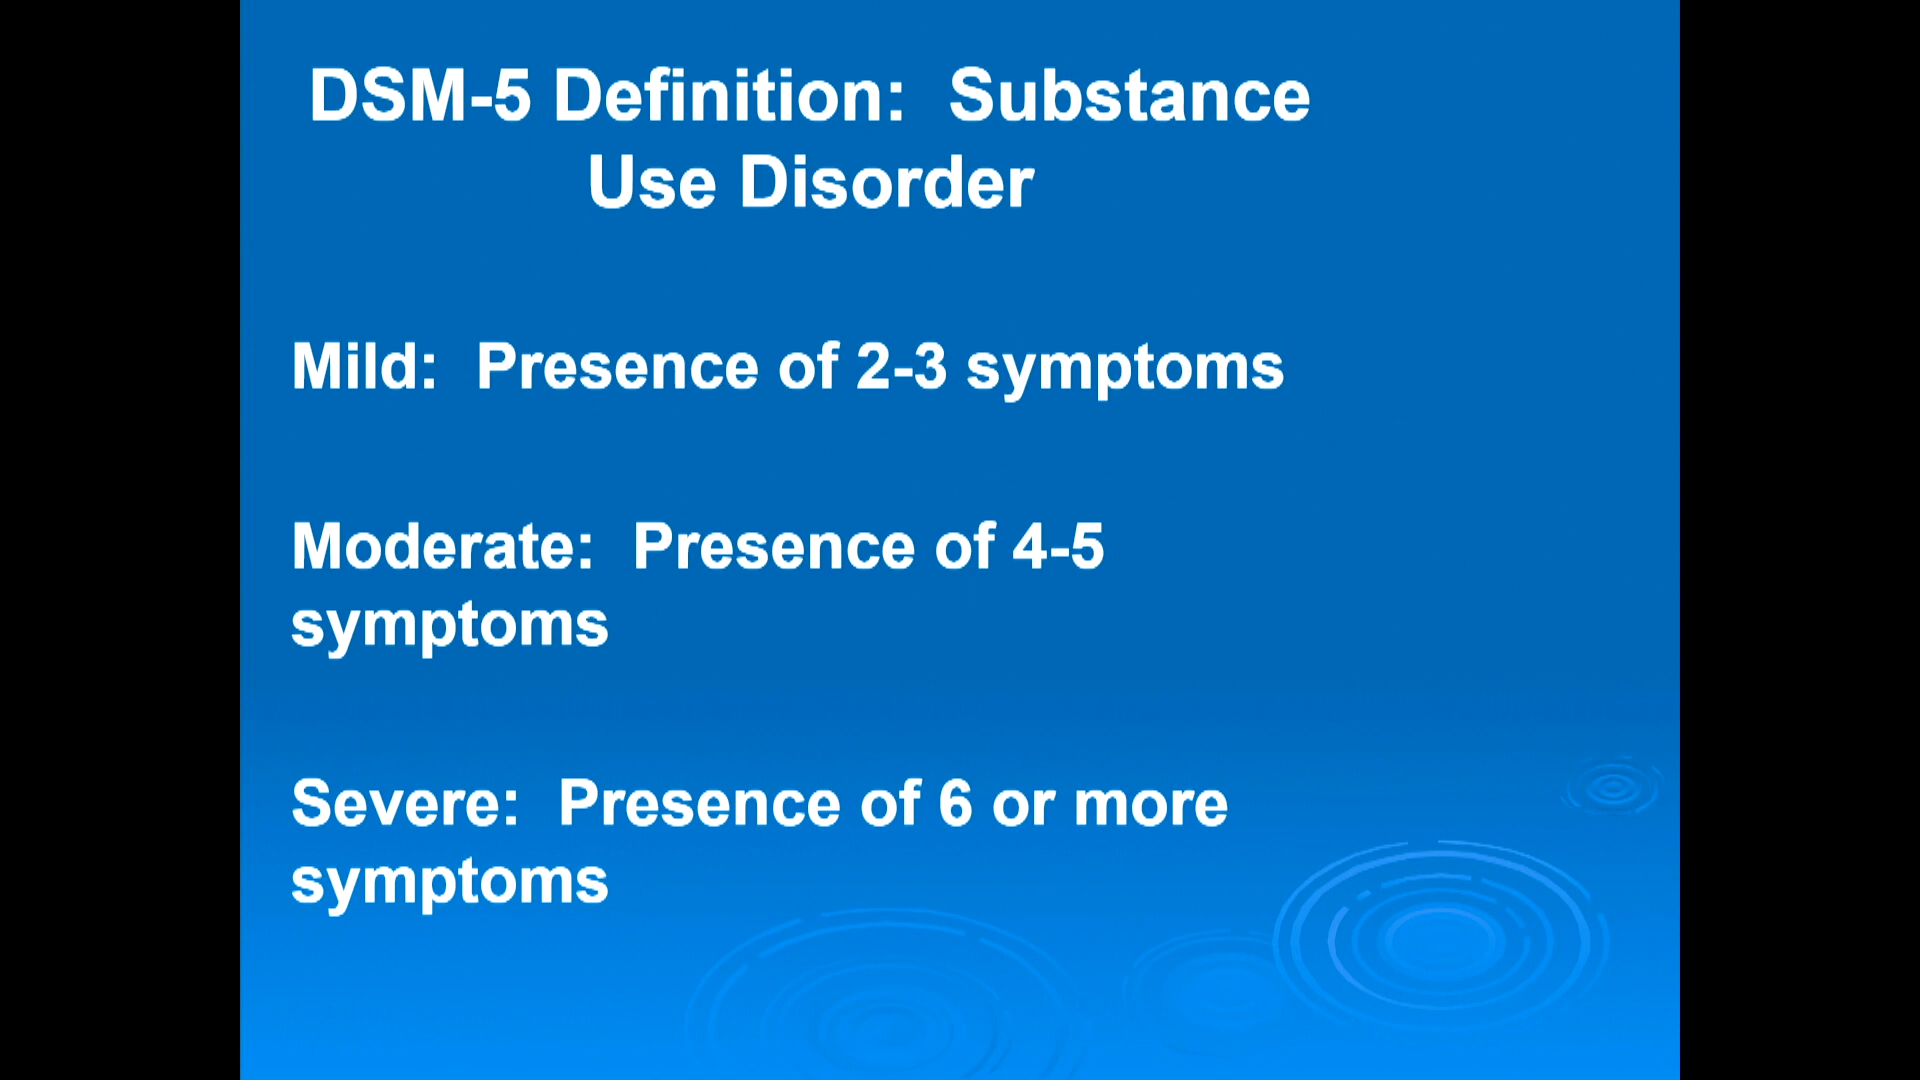 DSM-5 Definition:  Substance
Use Disorder
Mild:  Presence of 2-3 symptoms
Moderate:  Presence of 4-5
symptoms
Severe:  Presence of 6 or more
symptoms